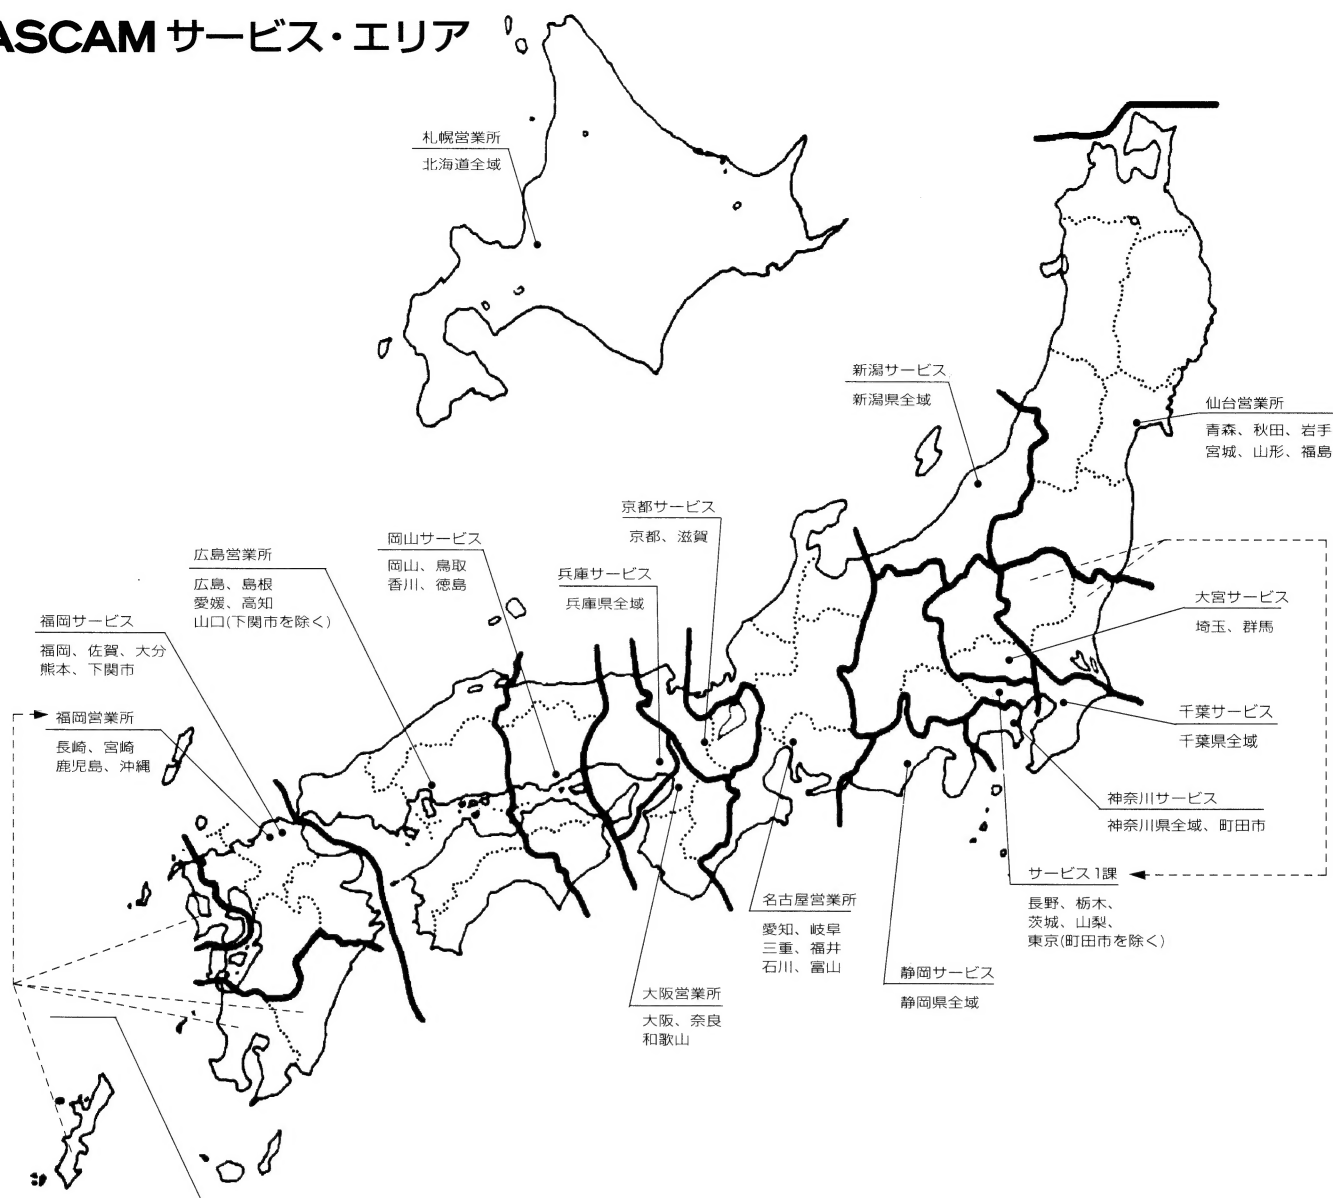 ASCAM サービス・エリア
札幌営業所
北海道全域
新潟サービス
新潟県全域
仙台営業所
青森、秋田、岩手
宮城、山形、福島
京都サービス
京都、滋賀
岡山サービス
岡山、鳥取
香川、徳島
広島営業所
広島、島根
愛媛、高知
山口(下関市を除く)
兵庫サービス
兵庫県全域
大宮サービス
埼玉、群馬
福岡サービス
福岡、佐賀、大分
熊本、下関市
福岡営業所
長崎、宮崎
鹿児島、沖縄
千葉サービス
千葉県全域
神奈川サービス
神奈川県全域、町田市
サービス1課
長野、栃木、
茨城、山梨、
東京(町田市を除く)
名古屋営業所
愛知、岐阜
三重、福井
石川、富山
静岡サービス
静岡県全域
大阪営業所
大阪、奈良
和歌山